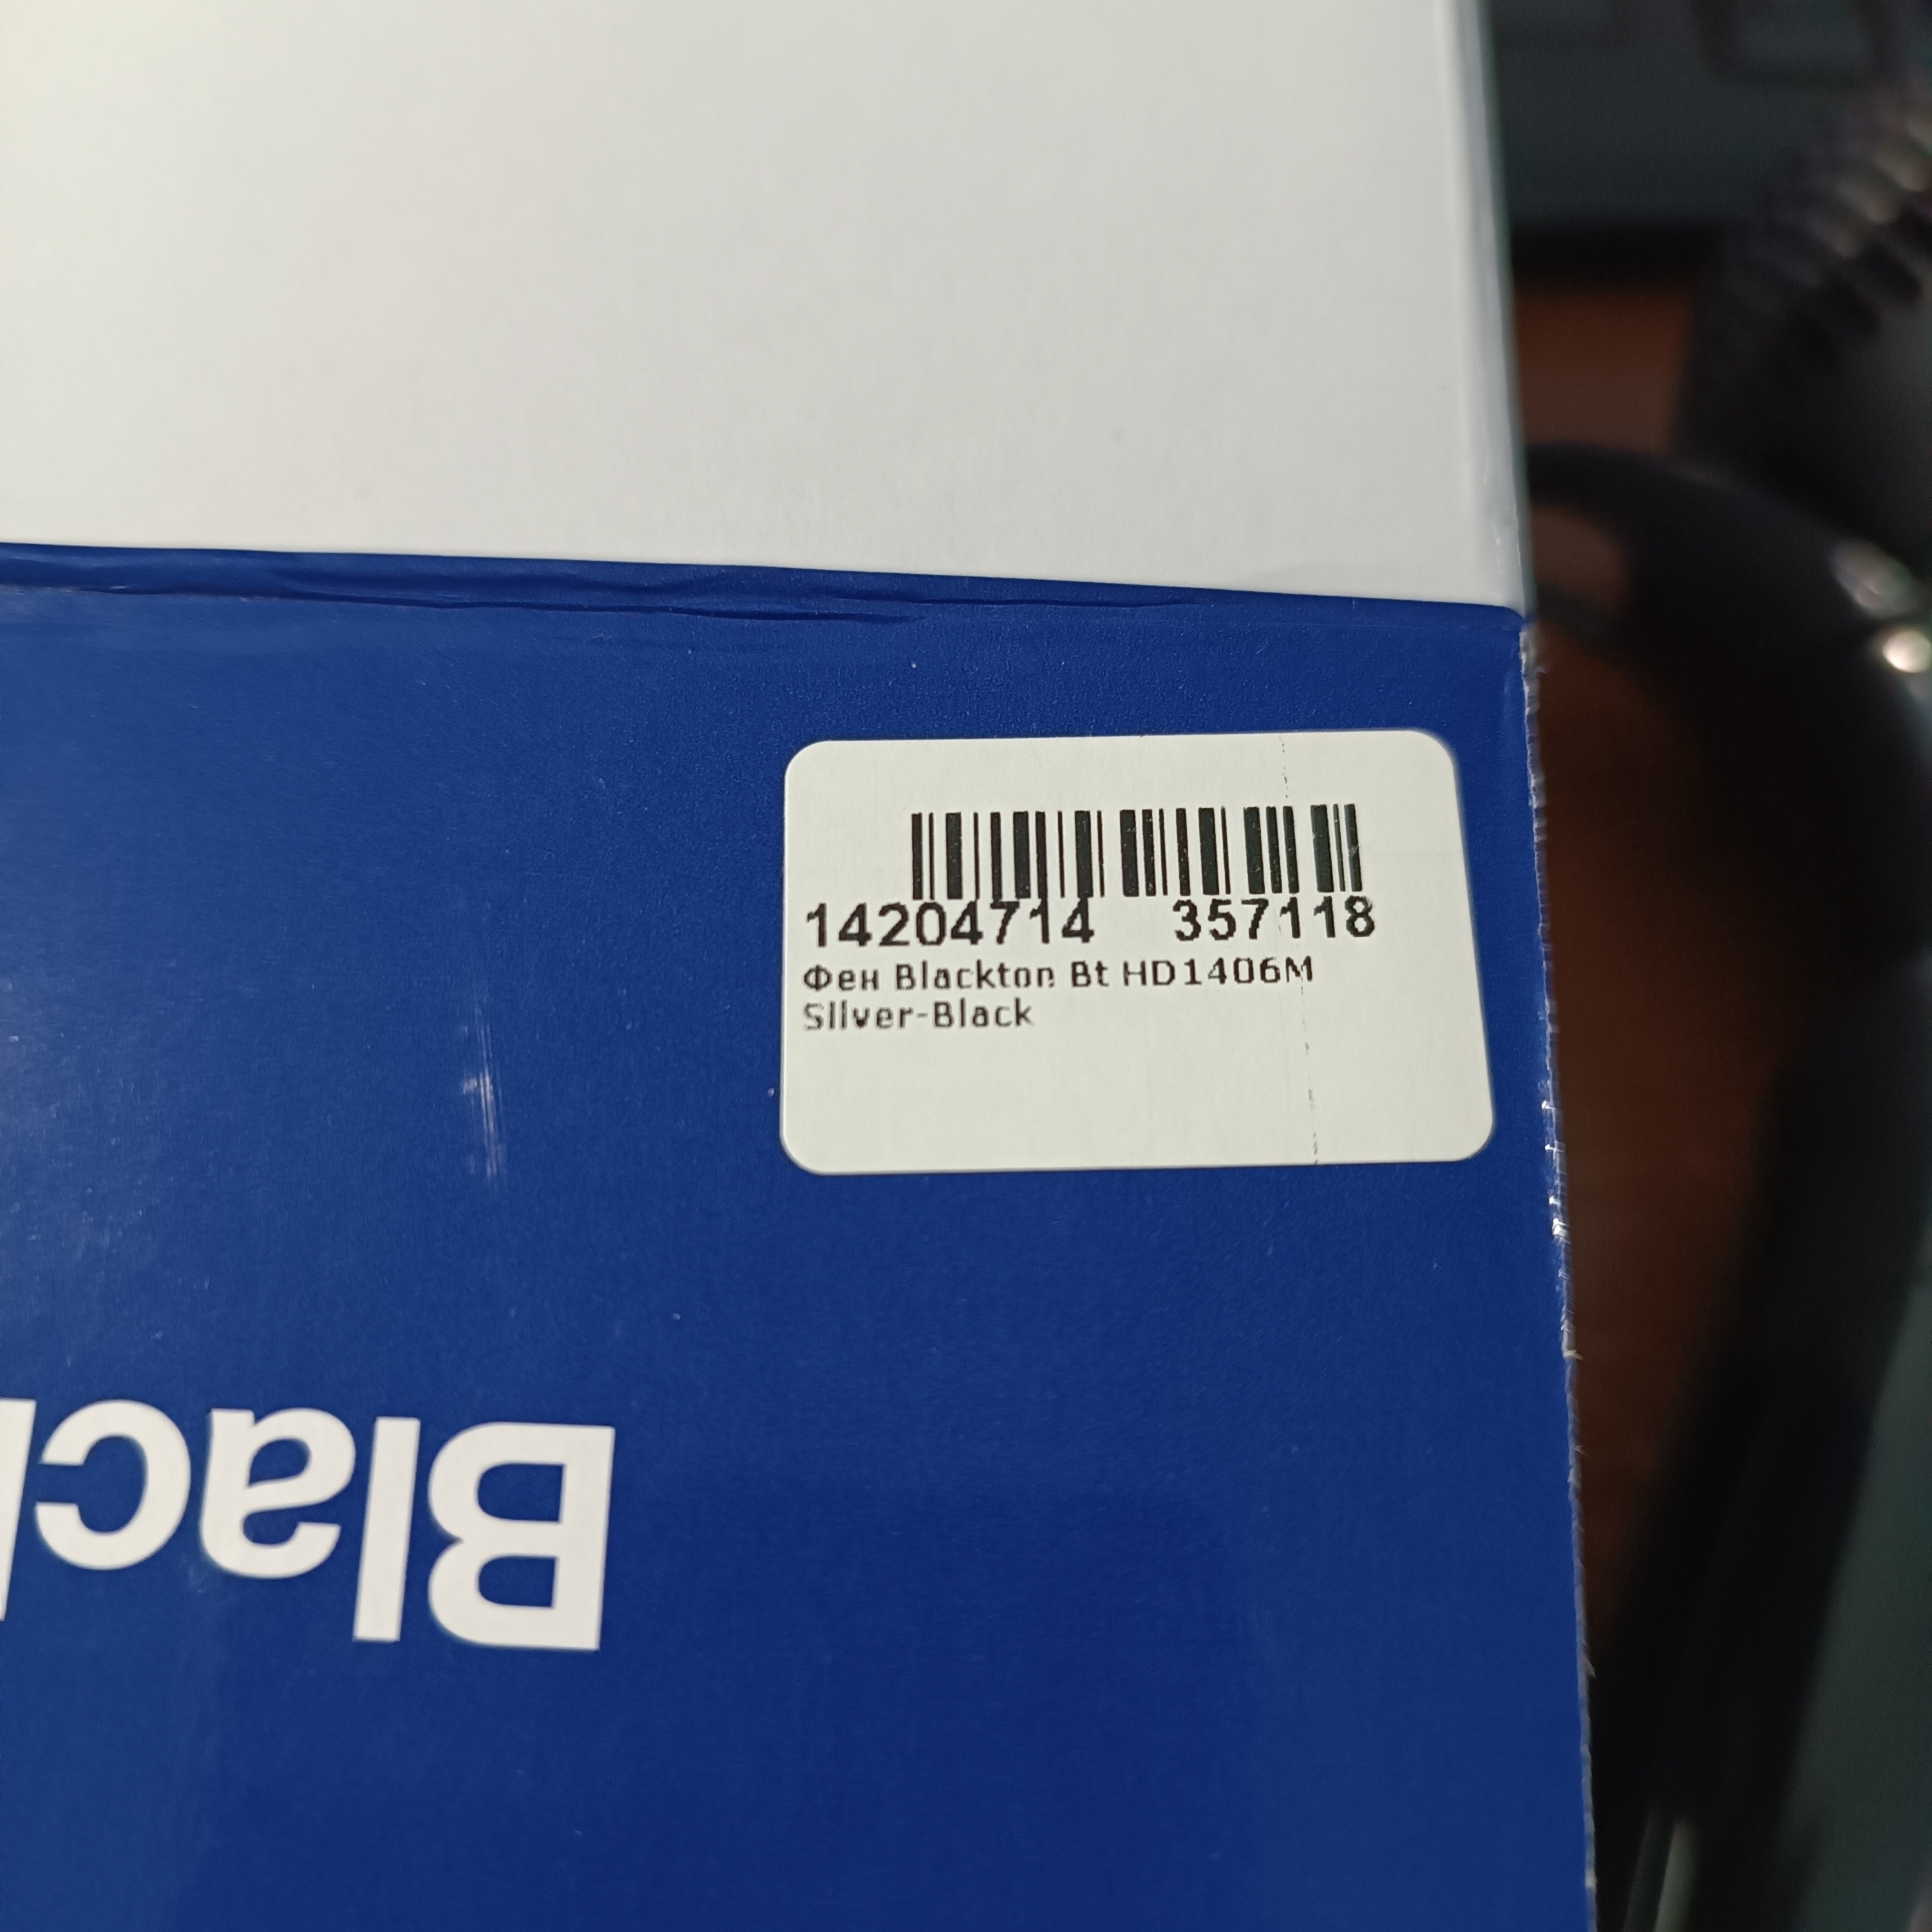 14204714 357118
Фен Blackton Bt HD1406M
Silver-Black
Blac